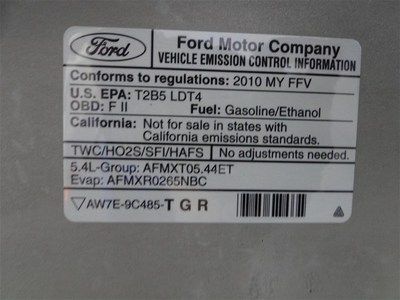 Ford
Ford Motor Company
VEHICLE EMISSION CONTROL INFORMATION
Conforms to regulations: 2010 MY FFV
U.S. EPA: T2B5 LDT4
OBD: F II Fuel: Gasoline/Ethanol
California: Not for sale in states with
California emissions standards.
TWC/HO2S/SFI/HAFS No adjustments needed.
5.4L-Group: AFMXT05.44ET
Evap: AFMXR0265NBC
AW7E-9C485-T G R